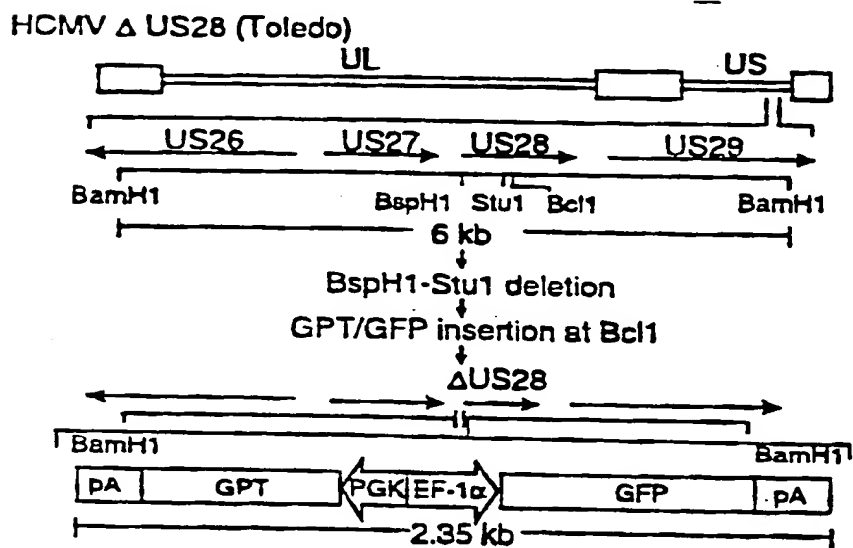 HCMV Δ US28 (Toledo)
UL US
US26 US27 US28 US29
BamH1 BspH1 Stu1 Bcl1 BamH1
6 kb
BspH1-Stu1 deletion
GPT/GFP insertion at Bcl1
ΔUS28
BamH1 BamH1
pA GPT PGK EF-1α GFP pA
2.35 kb